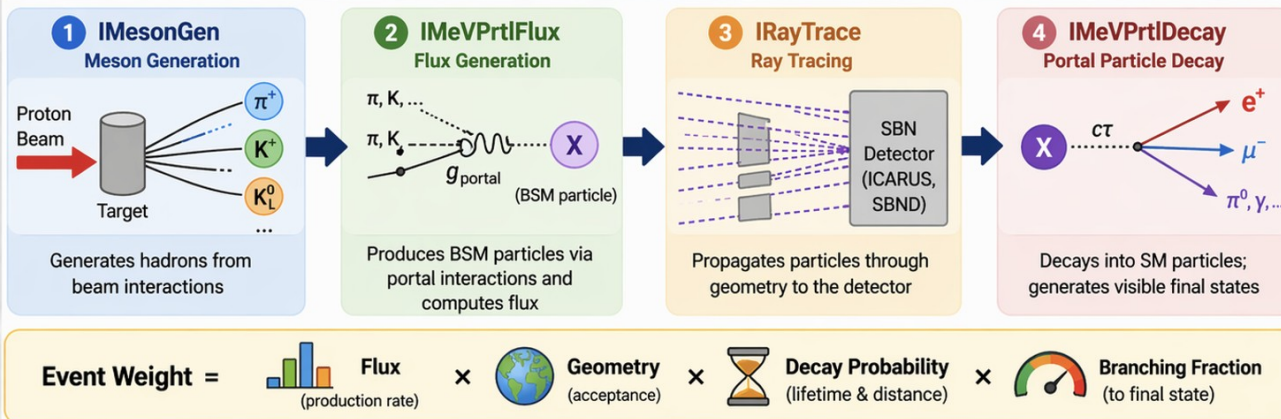 1 IMesonGen
Meson Generation
Proton
Beam
Target
π⁺
K⁺
K⁰_L
...
Generates hadrons from
beam interactions
2 IMeVPrtlFlux
Flux Generation
π, K, ...
π, K,
g_portal
X
(BSM particle)
Produces BSM particles via
portal interactions and
computes flux
3 IRayTrace
Ray Tracing
SBN
Detector
(ICARUS,
SBND)
Propagates particles through
geometry to the detector
4 IMeVPrtlDecay
Portal Particle Decay
X
cτ
e⁺
μ⁻
π⁰, γ, ...
Decays into SM particles;
generates visible final states
Event Weight = Flux × Geometry × Decay Probability × Branching Fraction
(production rate) (acceptance) (lifetime & distance) (to final state)